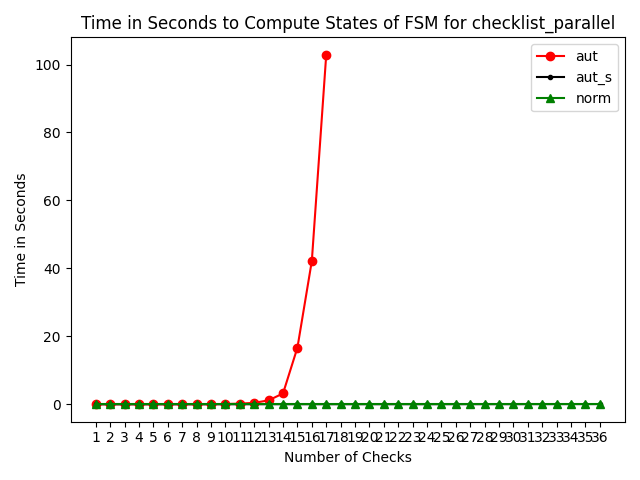 Time in Seconds to Compute States of FSM for checklist_parallel
aut
aut_s
norm
100
80
60
40
20
0
Time in Seconds
1 2 3 4 5 6 7 8 9 10 11 12 13 14 15 16 17 18 19 20 21 22 23 24 25 26 27 28 29 30 31 32 33 34 35 36
Number of Checks